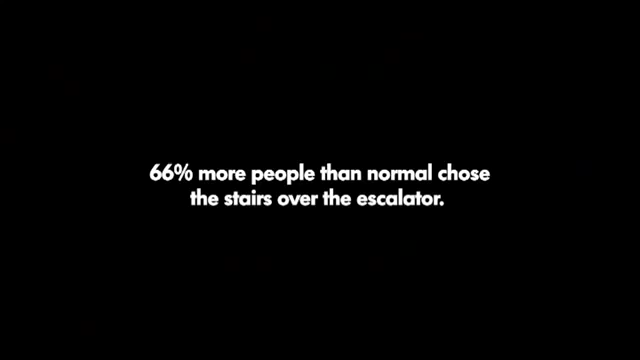 66% more people than normal chose
the stairs over the escalator.